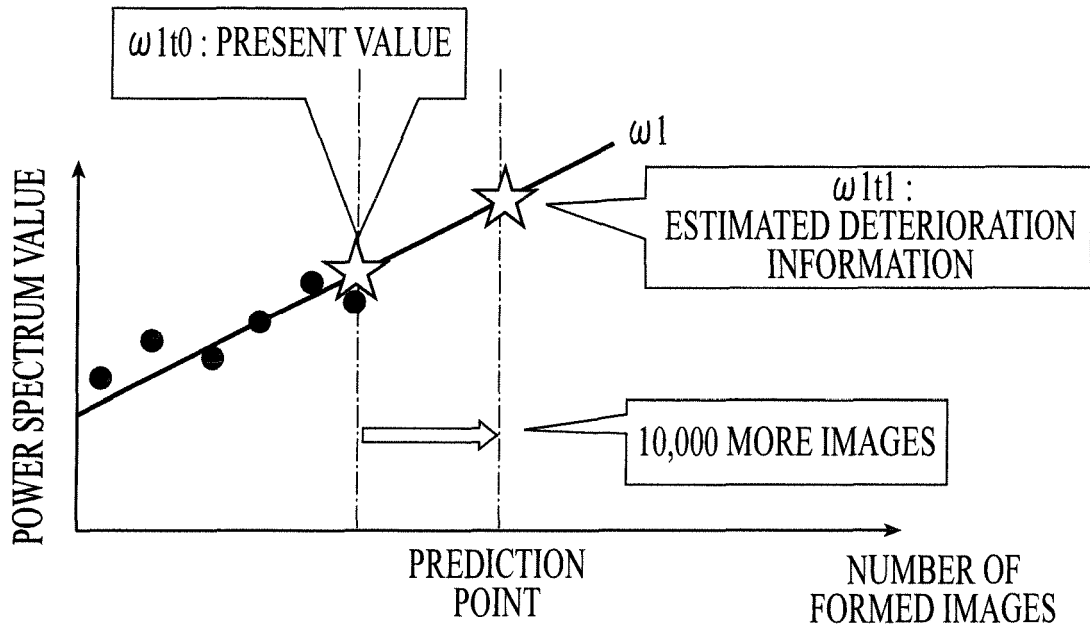 ω1t0 : PRESENT VALUE
ω1
ω1t1 :
ESTIMATED DETERIORATION
INFORMATION
POWER SPECTRUM VALUE
10,000 MORE IMAGES
PREDICTION
POINT
NUMBER OF
FORMED IMAGES